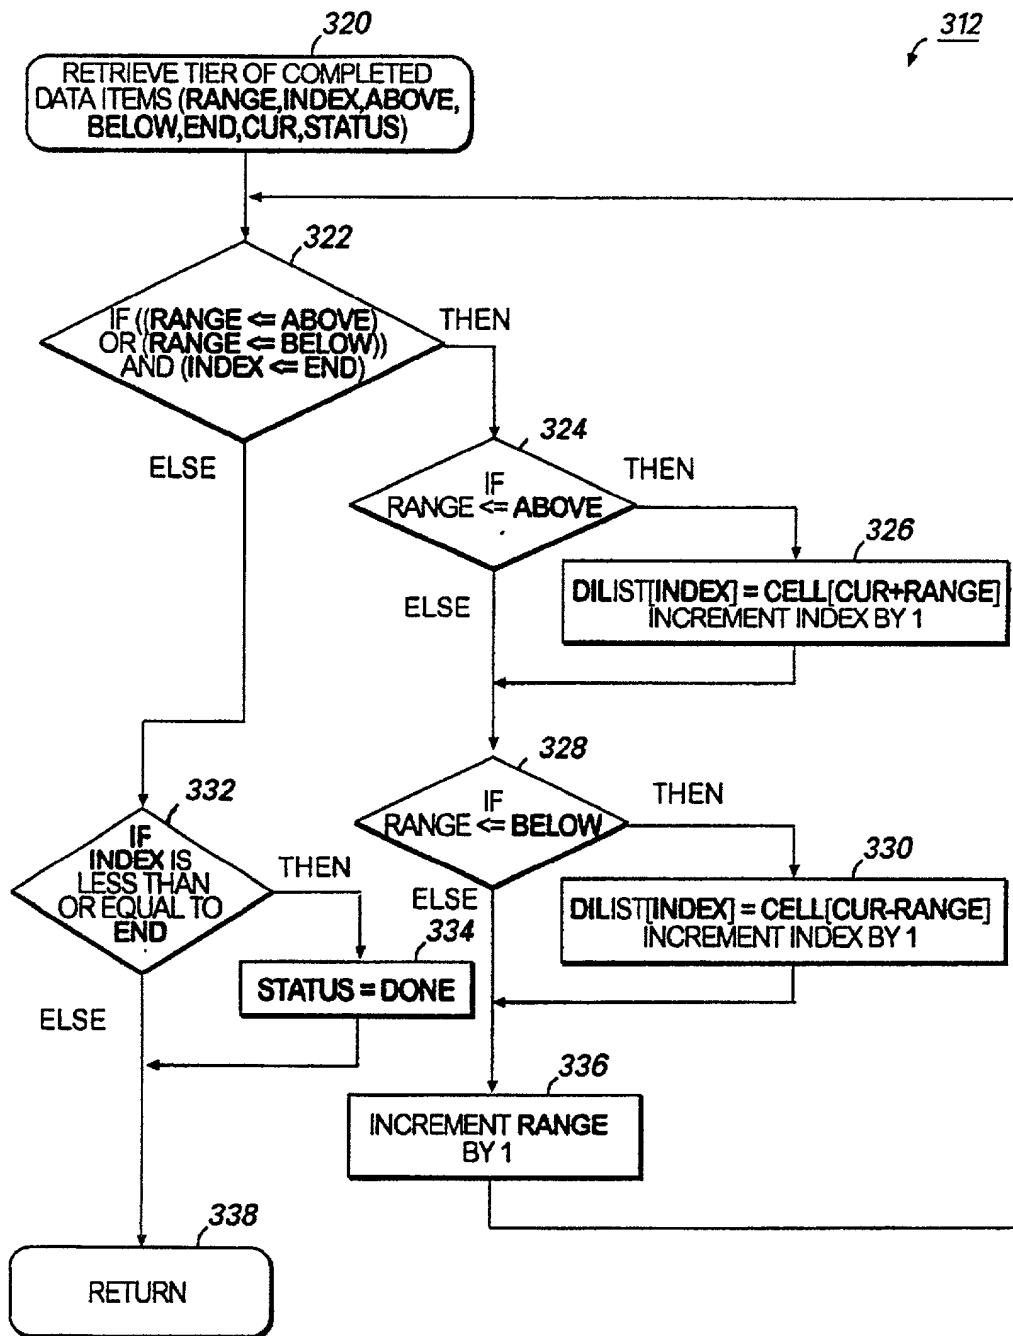 320
312
RETRIEVE TIER OF COMPLETED
DATA ITEMS (RANGE,INDEX,ABOVE,
BELOW,END,CUR,STATUS)
322
IF ((RANGE <= ABOVE)
OR (RANGE <= BELOW))
AND (INDEX <= END)
THEN
ELSE
324
IF
RANGE <= ABOVE
THEN
ELSE
326
DILIST[INDEX] = CELL[CUR+RANGE]
INCREMENT INDEX BY 1
328
IF
RANGE <= BELOW
THEN
ELSE
330
DILIST[INDEX] = CELL[CUR-RANGE]
INCREMENT INDEX BY 1
332
IF
INDEX IS
LESS THAN
OR EQUAL TO
END
THEN
ELSE
334
STATUS = DONE
336
INCREMENT RANGE
BY 1
338
RETURN